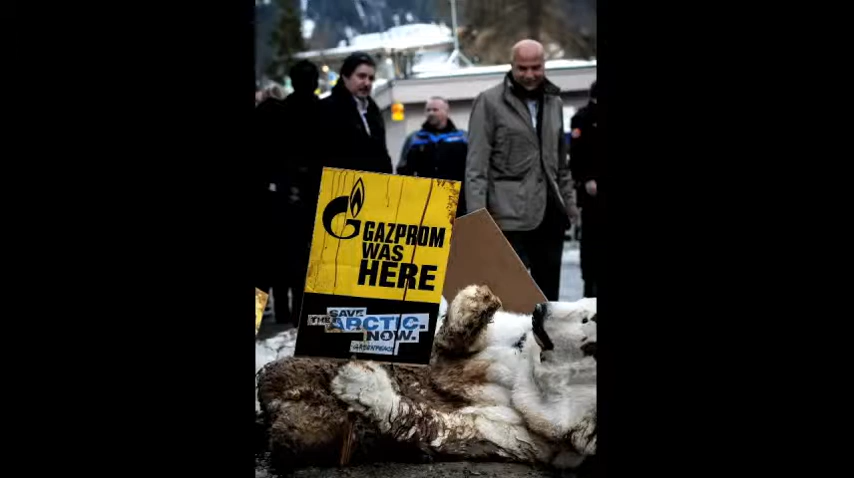 GAZPROM
WAS
HERE
SAVE
THE ARCTIC.
NOW.
GREENPEACE